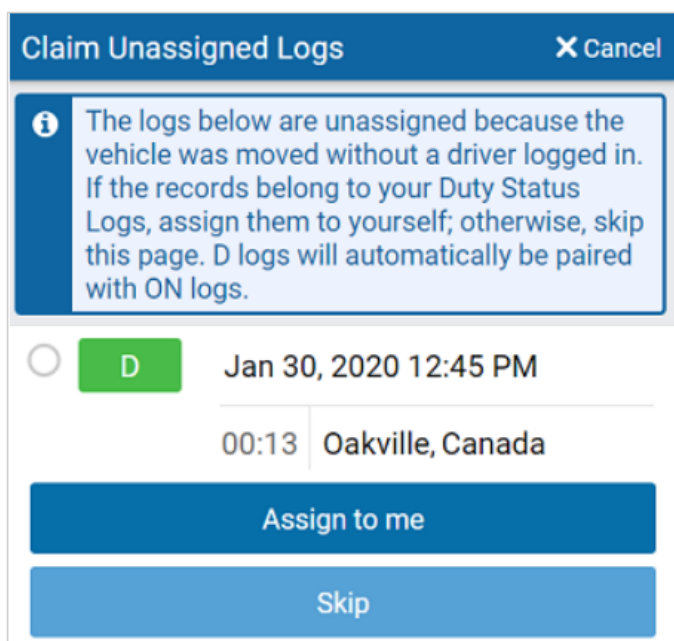 Claim Unassigned Logs
Cancel
The logs below are unassigned because the
vehicle was moved without a driver logged in.
If the records belong to your Duty Status
Logs, assign them to yourself; otherwise, skip
this page. D logs will automatically be paired
with ON logs.
D Jan 30, 2020 12:45 PM
00:13 Oakville, Canada
Assign to me
Skip